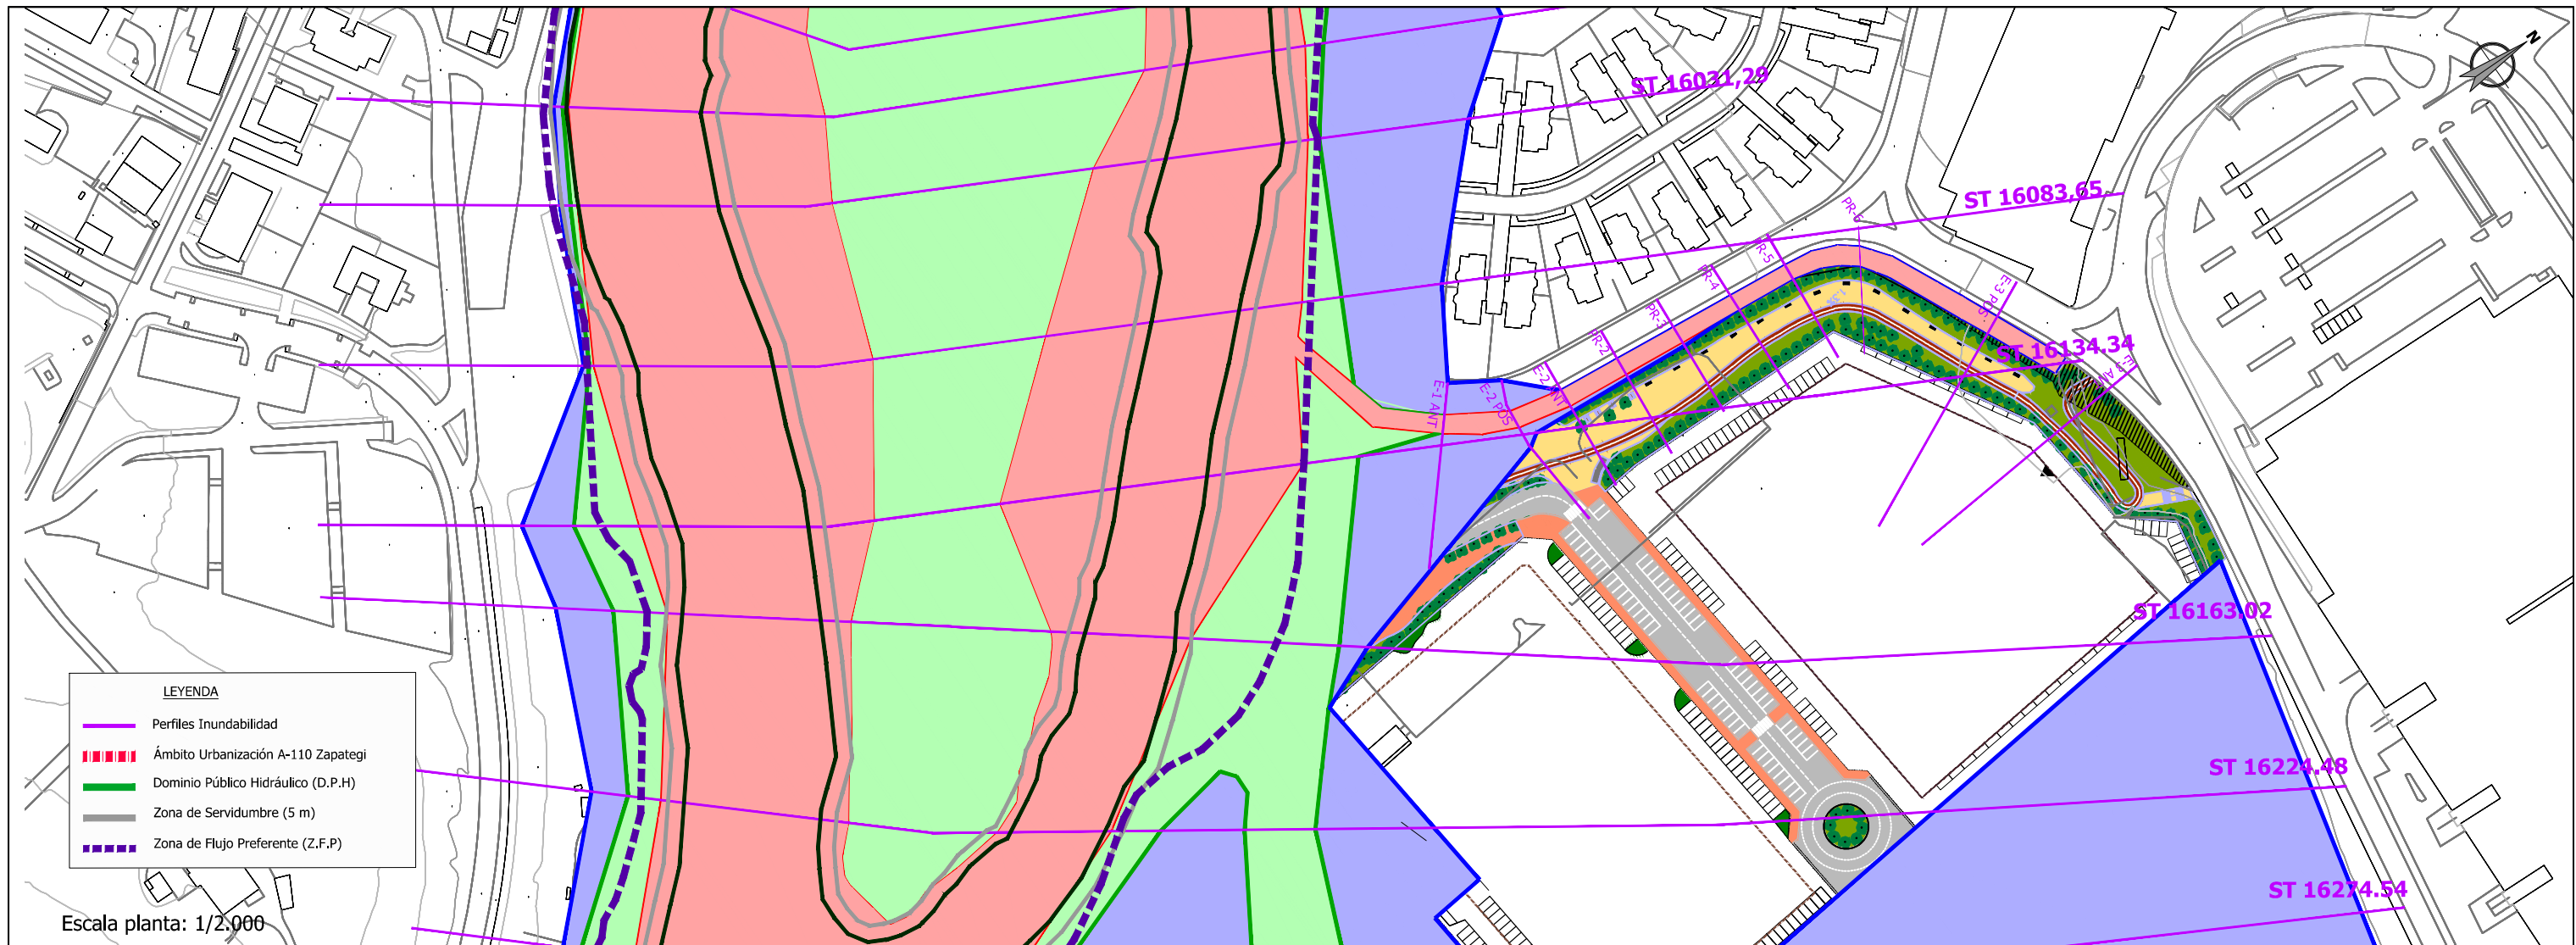 N
ST 16031,29
ST 16083,65
PR-6
PR-5
PR-4
PR-3
PR-2
E-3 POS.
ST 16134.34
E-1 ANT
E-2 POS
E-2 ANT
ST 16163.02
ST 16224.48
ST 16274.54
LEYENDA
Perfiles Inundabilidad
Ámbito Urbanización A-110 Zapategi
Dominio Público Hidráulico (D.P.H)
Zona de Servidumbre (5 m)
Zona de Flujo Preferente (Z.F.P)
Escala planta: 1/2.000